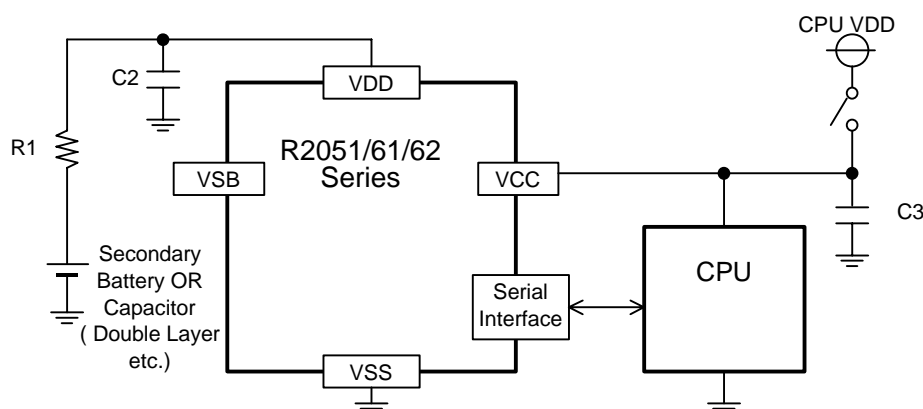 CPU VDD
C2
VDD
R1
R2051/61/62
Series
VSB
VCC
C3
Secondary
Battery OR
Capacitor
( Double Layer
etc.)
Serial
Interface
CPU
VSS